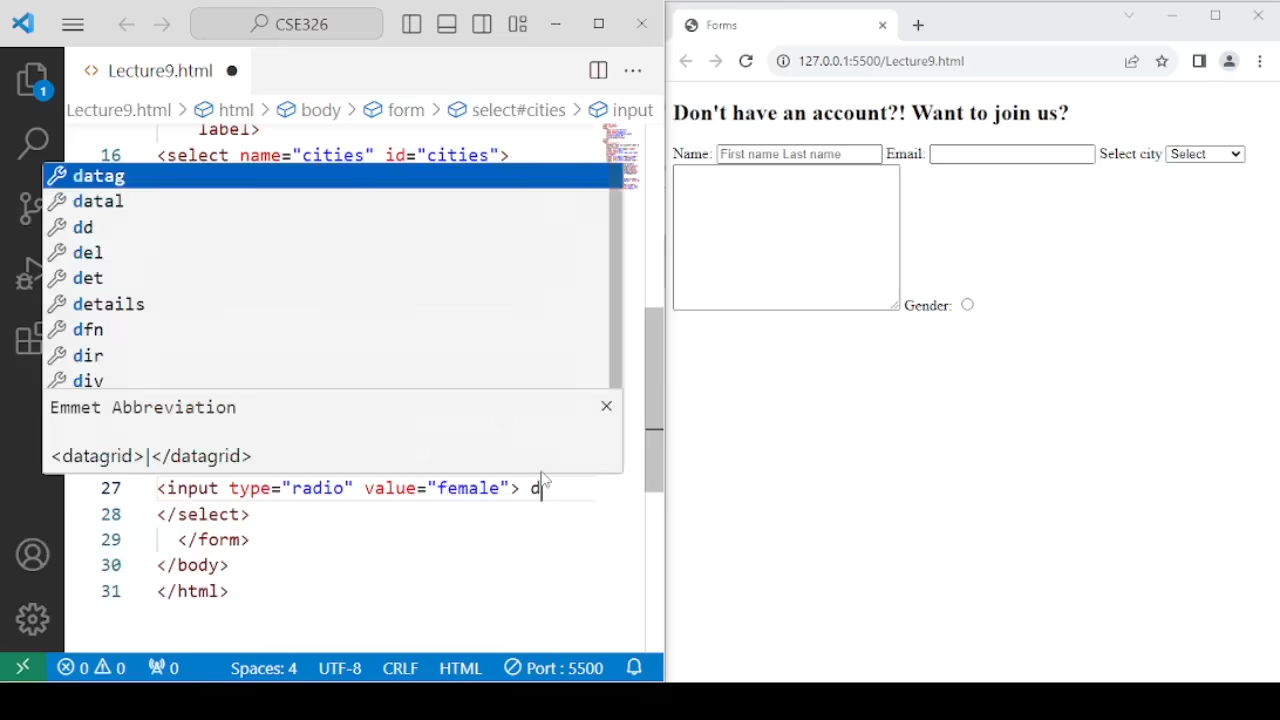 CSE326
Lecture9.html
Lecture9.html > html > body > form > select#cities > input
label>
16 <select name="cities" id="cities">
datag
datal
dd
del
det
details
dfn
dir
div
Emmet Abbreviation
<datagrid>|</datagrid>
27 <input type="radio" value="female"> d
28 </select>
29 </form>
30 </body>
31 </html>
1
0 0 0 Spaces: 4 UTF-8 CRLF HTML Port : 5500
Forms
127.0.0.1:5500/Lecture9.html
Don't have an account?! Want to join us?
Name: First name Last name Email: Select city Select
Gender: